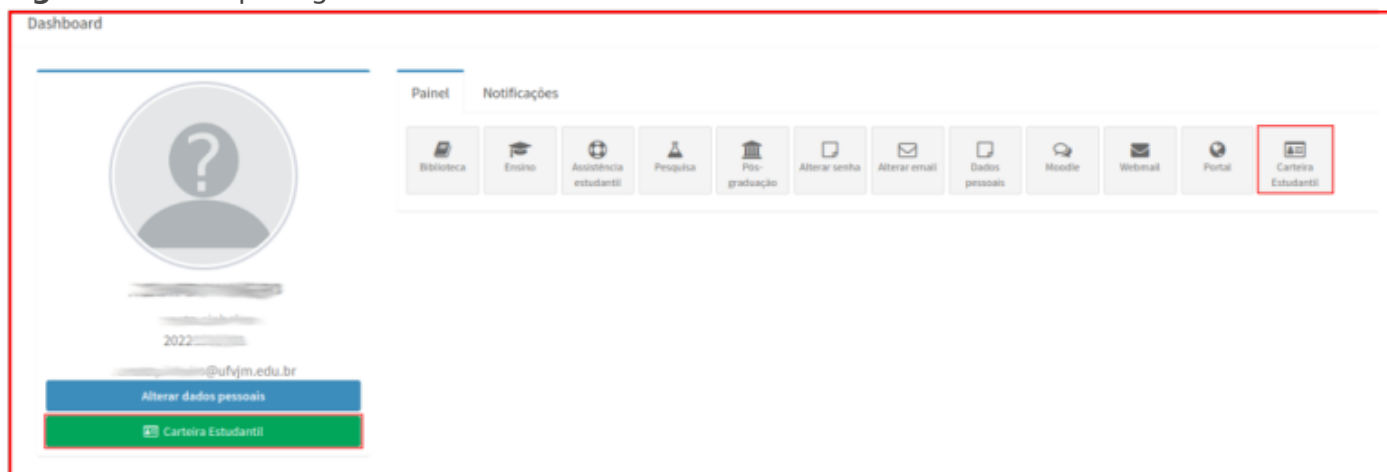 Dashboard
Painel Notificações
Biblioteca
Ensino
Assistência
estudantil
Pesquisa
Pós-
graduação
Alterar senha
Alterar email
Dados
pessoais
Moodle
Webmail
Portal
Carteira
Estudantil
2022
@ufvjm.edu.br
Alterar dados pessoais
Carteira Estudantil